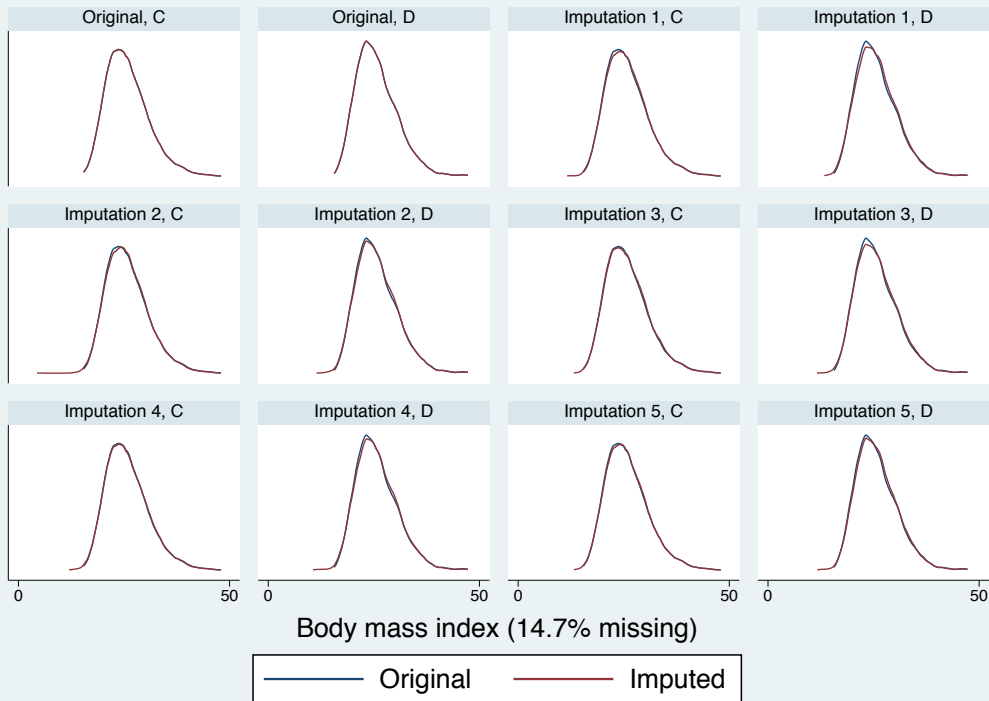 Original, C
Original, D
Imputation 1, C
Imputation 1, D
Imputation 2, C
Imputation 2, D
Imputation 3, C
Imputation 3, D
Imputation 4, C
Imputation 4, D
Imputation 5, C
Imputation 5, D
0 50 0 50 0 50 0 50
Body mass index (14.7% missing)
Original Imputed